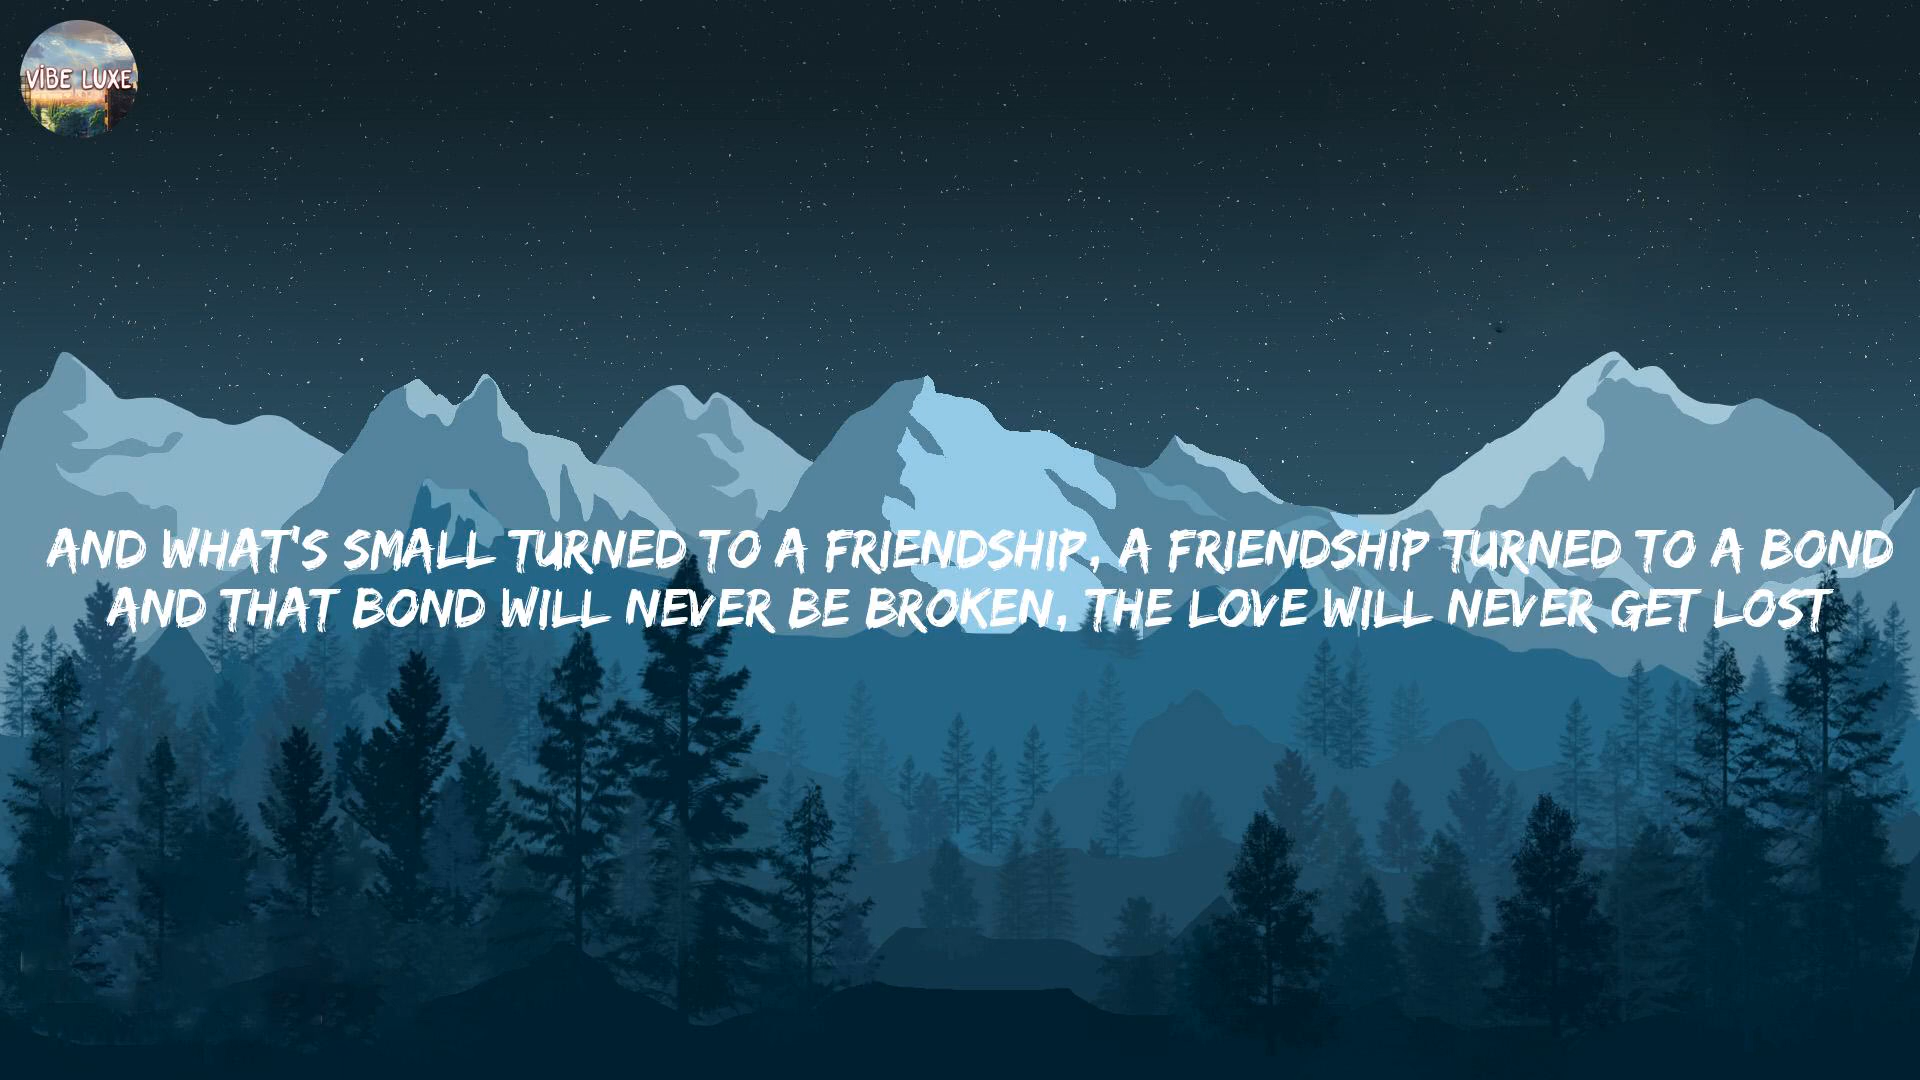 VIBE LUXE
AND WHAT'S SMALL TURNED TO A FRIENDSHIP, A FRIENDSHIP TURNED TO A BOND
AND THAT BOND WILL NEVER BE BROKEN, THE LOVE WILL NEVER GET LOST